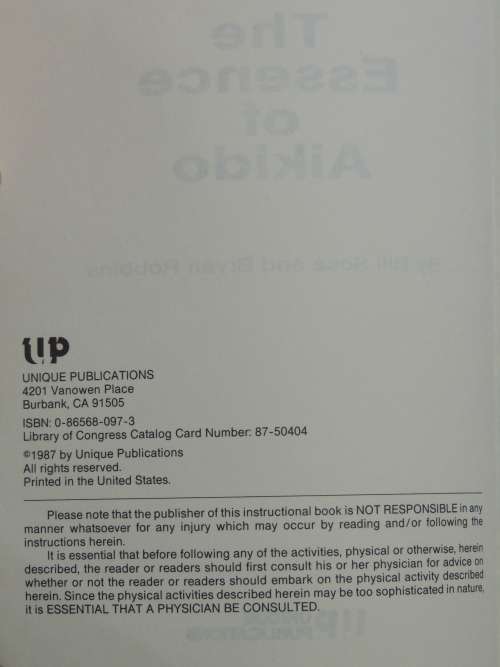 The
Essence
of
Aikido
By Bill Sosa and Bryan Robbins
UP
UNIQUE PUBLICATIONS
4201 Vanowen Place
Burbank, CA 91505
ISBN: 0-86568-097-3
Library of Congress Catalog Card Number: 87-50404
©1987 by Unique Publications
All rights reserved.
Printed in the United States.
Please note that the publisher of this instructional book is NOT RESPONSIBLE in any
manner whatsoever for any injury which may occur by reading and/or following the
instructions herein.
It is essential that before following any of the activities, physical or otherwise, herein
described, the reader or readers should first consult his or her physician for advice on
whether or not the reader or readers should embark on the physical activity described
herein. Since the physical activities described herein may be too sophisticated in nature,
it is ESSENTIAL THAT A PHYSICIAN BE CONSULTED.
UP UNIQUE
PUBLICATIONS